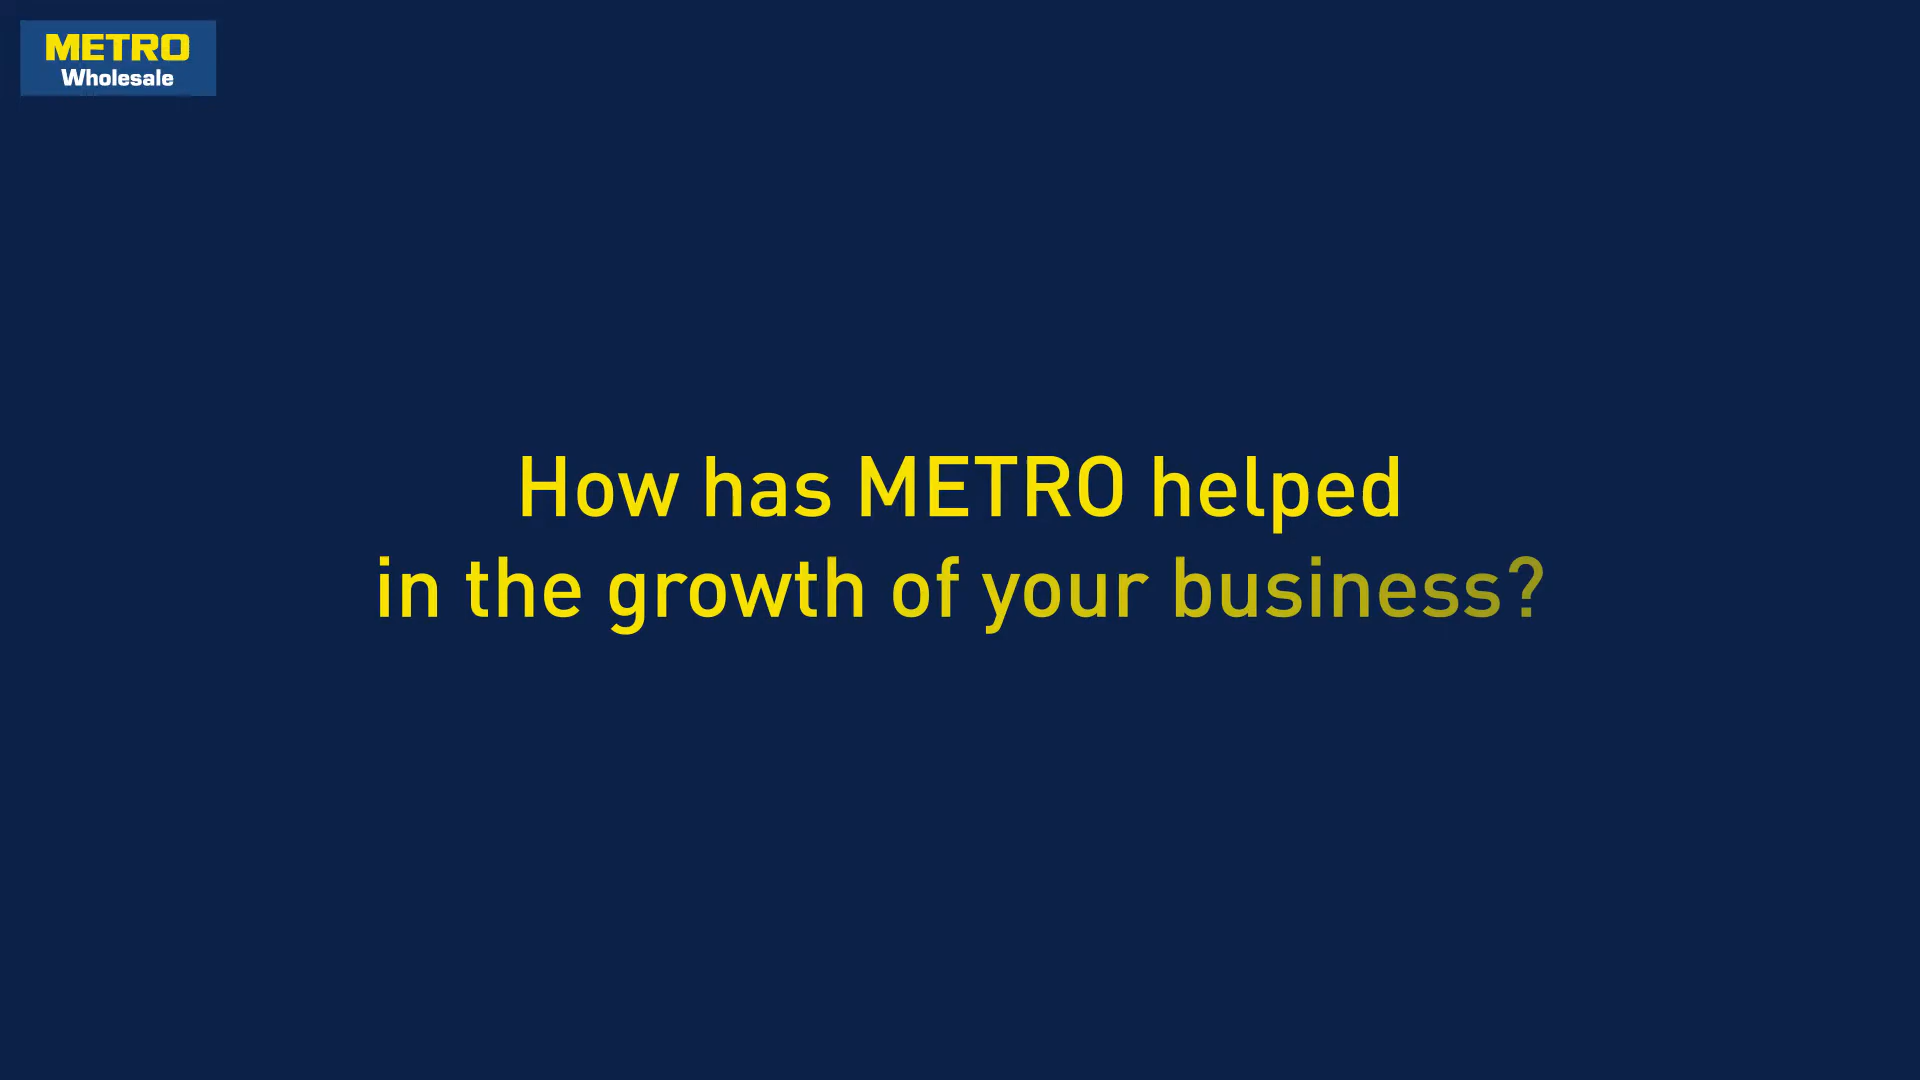 METRO
Wholesale
How has METRO helped
in the growth of your business?